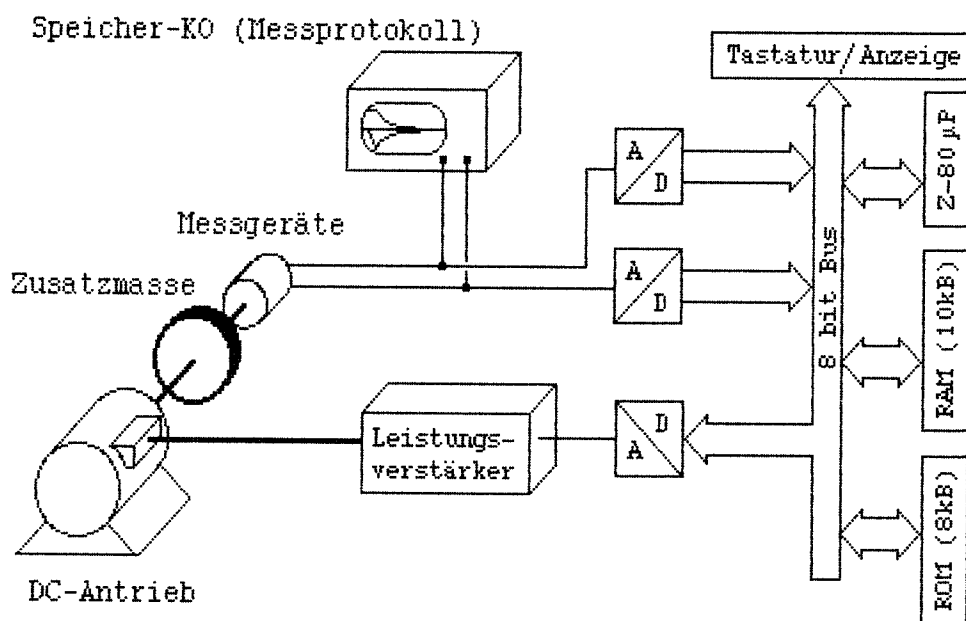 Speicher-KO (Messprotokoll)
Tastatur/Anzeige
A
D
Z-80 µP
Messgeräte
Zusatzmasse
A
D
8 bit Bus
RAM (10kB)
Leistungs-
verstärker
D
A
ROM (8kB)
DC-Antrieb